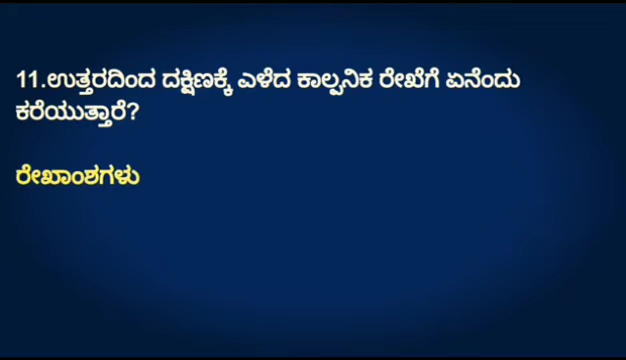 11.ಉತ್ತರದಿಂದ ದಕ್ಷಿಣಕ್ಕೆ ಎಳೆದ ಕಾಲ್ಪನಿಕ ರೇಖೆಗೆ ಏನೆಂದು
ಕರೆಯುತ್ತಾರೆ?
ರೇಖಾಂಶಗಳು